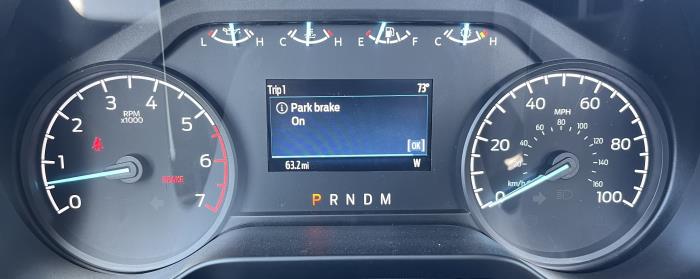 L H C H E F C H
0 1 2 3 4 5 6 7
RPM
x1000
BRAKE
Trip 1 73°
Park brake
On
[OK]
63.2 mi W
P R N D M
0 20 40 60 80 100
MPH
km/h 40 60 80 100 120 140 160